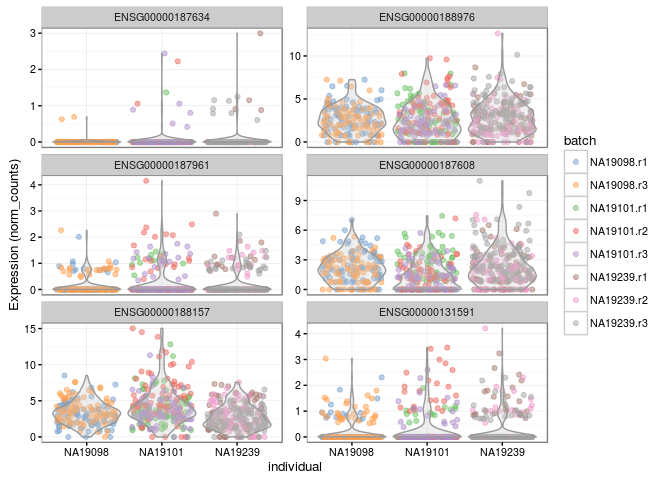 ENSG00000187634
ENSG00000188976
3
2
1
0
10
5
0
ENSG00000187961
ENSG00000187608
4
3
2
1
0
9
6
3
0
ENSG00000188157
ENSG00000131591
15
10
5
0
4
3
2
1
0
NA19098
NA19101
NA19239
NA19098
NA19101
NA19239
individual
Expression (norm_counts)
batch
NA19098.r1
NA19098.r3
NA19101.r1
NA19101.r2
NA19101.r3
NA19239.r1
NA19239.r2
NA19239.r3